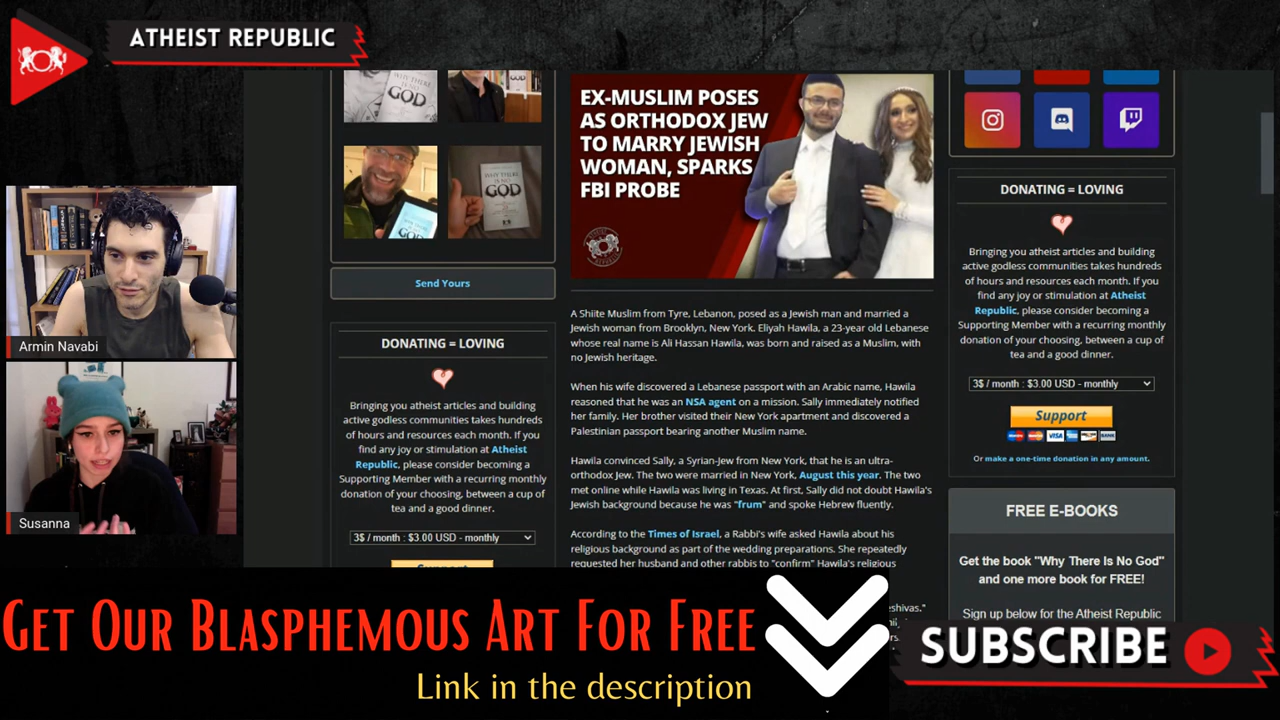 ATHEIST REPUBLIC
WHY THERE
IS NO
GOD
WHY THERE
IS NO
GOD
Send Yours
DONATING = LOVING
Bringing you atheist articles and building
active godless communities takes hundreds
of hours and resources each month. If you
find any joy or stimulation at Atheist
Republic, please consider becoming a
Supporting Member with a recurring monthly
donation of your choosing, between a cup of
tea and a good dinner.
3$ / month : $3.00 USD - monthly
Support
EX-MUSLIM POSES
AS ORTHODOX JEW
TO MARRY JEWISH
WOMAN, SPARKS
FBI PROBE
A Shiite Muslim from Tyre, Lebanon, posed as a Jewish man and married a
Jewish woman from Brooklyn, New York. Eliyah Hawila, a 23-year old Lebanese
whose real name is Ali Hassan Hawila, was born and raised as a Muslim, with
no Jewish heritage.
When his wife discovered a Lebanese passport with an Arabic name, Hawila
reasoned that he was an NSA agent on a mission. Sally immediately notified
her family. Her brother visited their New York apartment and discovered a
Palestinian passport bearing another Muslim name.
Hawila convinced Sally, a Syrian-Jew from New York, that he is an ultra-
orthodox Jew. The two were married in New York, August this year. The two
met online while Hawila was living in Texas. At first, Sally did not doubt Hawila's
Jewish background because he was "frum" and spoke Hebrew fluently.
According to the Times of Israel, a Rabbi's wife asked Hawila about his
religious background as part of the wedding preparations. She repeatedly
requested her husband and other rabbis to "confirm" Hawila's religious
eshivas."
DONATING = LOVING
Bringing you atheist articles and building
active godless communities takes hundreds
of hours and resources each month. If you
find any joy or stimulation at Atheist
Republic, please consider becoming a
Supporting Member with a recurring monthly
donation of your choosing, between a cup of
tea and a good dinner.
3$ / month : $3.00 USD - monthly
Support
VISA
BANK
Or make a one-time donation in any amount.
FREE E-BOOKS
Get the book "Why There Is No God"
and one more book for FREE!
Sign up below for the Atheist Republic
Armin Navabi
Susanna
GET OUR BLASPHEMOUS ART FOR FREE
Link in the description
SUBSCRIBE